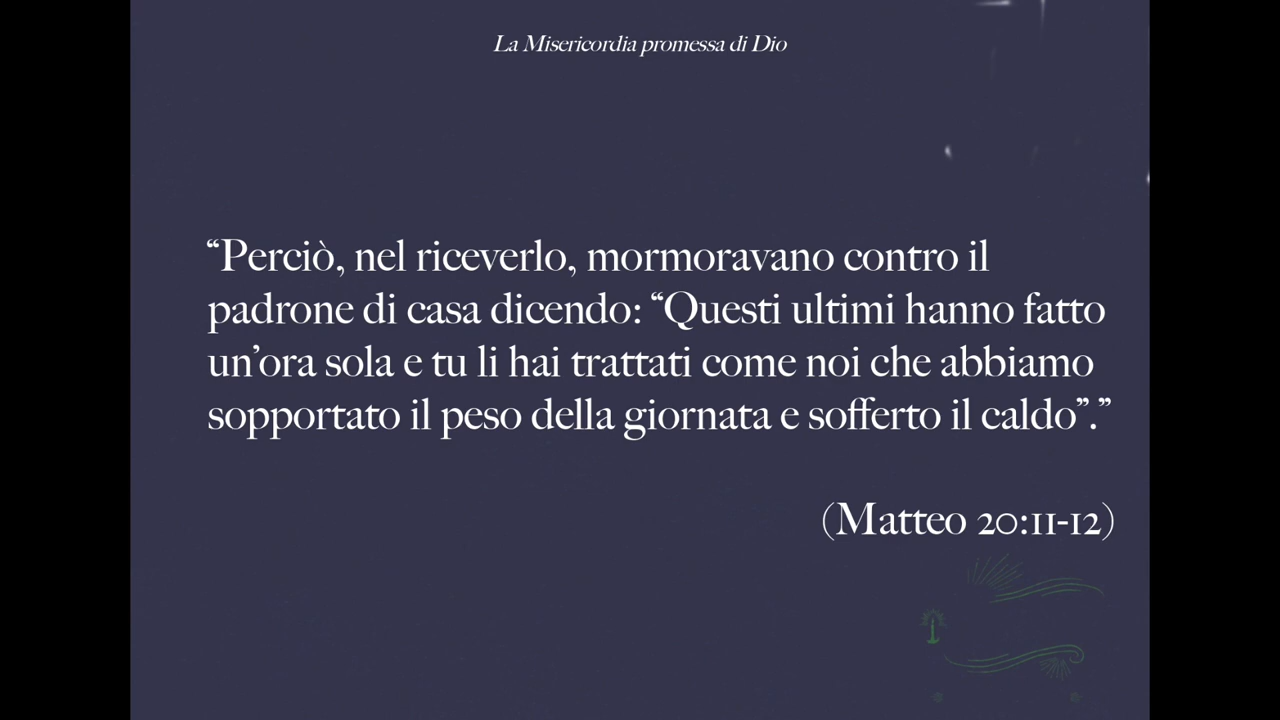 La Misericordia promessa di Dio
“Perciò, nel riceverlo, mormoravano contro il
padrone di casa dicendo: “Questi ultimi hanno fatto
un’ora sola e tu li hai trattati come noi che abbiamo
sopportato il peso della giornata e sofferto il caldo”.”
(Matteo 20:11-12)